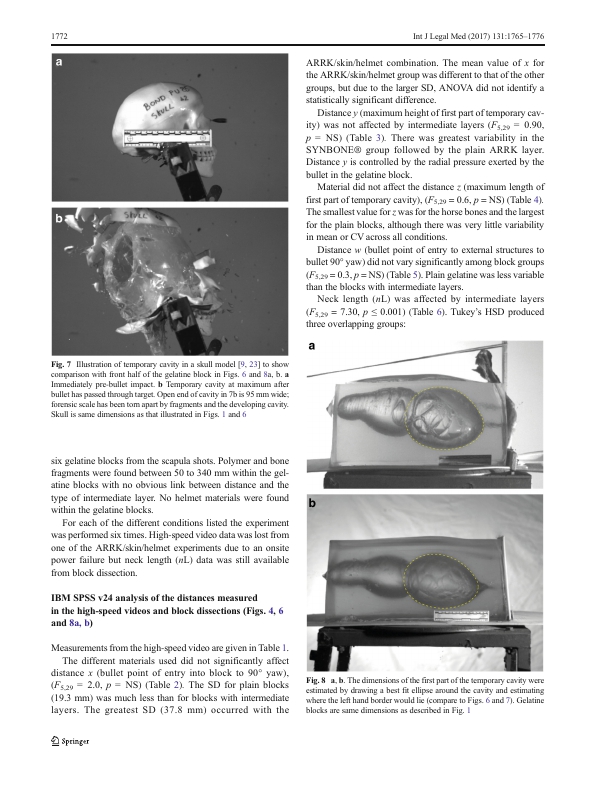 1772
Int J Legal Med (2017) 131:1765–1776
a
BOND PUTS
SKULL 22
b
SKULL 22
Fig. 7 Illustration of temporary cavity in a skull model [9, 23] to show
comparison with front half of the gelatine block in Figs. 6 and 8a, b. a
Immediately pre-bullet impact. b Temporary cavity at maximum after
bullet has passed through target. Open end of cavity in 7b is 95 mm wide;
forensic scale has been torn apart by fragments and the developing cavity.
Skull is same dimensions as that illustrated in Figs. 1 and 6
six gelatine blocks from the scapula shots. Polymer and bone
fragments were found between 50 to 340 mm within the gel-
atine blocks with no obvious link between distance and the
type of intermediate layer. No helmet materials were found
within the gelatine blocks.
For each of the different conditions listed the experiment
was performed six times. High-speed video data was lost from
one of the ARRK/skin/helmet experiments due to an onsite
power failure but neck length (nL) data was still available
from block dissection.
IBM SPSS v24 analysis of the distances measured
in the high-speed videos and block dissections (Figs. 4, 6
and 8a, b)
Measurements from the high-speed video are given in Table 1.
The different materials used did not significantly affect
distance x (bullet point of entry into block to 90° yaw),
(F5,29 = 2.0, p = NS) (Table 2). The SD for plain blocks
(19.3 mm) was much less than for blocks with intermediate
layers. The greatest SD (37.8 mm) occurred with the
ARRK/skin/helmet combination. The mean value of x for
the ARRK/skin/helmet group was different to that of the other
groups, but due to the larger SD, ANOVA did not identify a
statistically significant difference.
Distance y (maximum height of first part of temporary cav-
ity) was not affected by intermediate layers (F5,29 = 0.90,
p = NS) (Table 3). There was greatest variability in the
SYNBONE® group followed by the plain ARRK layer.
Distance y is controlled by the radial pressure exerted by the
bullet in the gelatine block.
Material did not affect the distance z (maximum length of
first part of temporary cavity), (F5,29 = 0.6, p = NS) (Table 4).
The smallest value for z was for the horse bones and the largest
for the plain blocks, although there was very little variability
in mean or CV across all conditions.
Distance w (bullet point of entry to external structures to
bullet 90° yaw) did not vary significantly among block groups
(F5,29 = 0.3, p = NS) (Table 5). Plain gelatine was less variable
than the blocks with intermediate layers.
Neck length (nL) was affected by intermediate layers
(F5,29 = 7.30, p ≤ 0.001) (Table 6). Tukey's HSD produced
three overlapping groups:
a
b
Fig. 8 a, b. The dimensions of the first part of the temporary cavity were
estimated by drawing a best fit ellipse around the cavity and estimating
where the left hand border would lie (compare to Figs. 6 and 7). Gelatine
blocks are same dimensions as described in Fig. 1
Springer